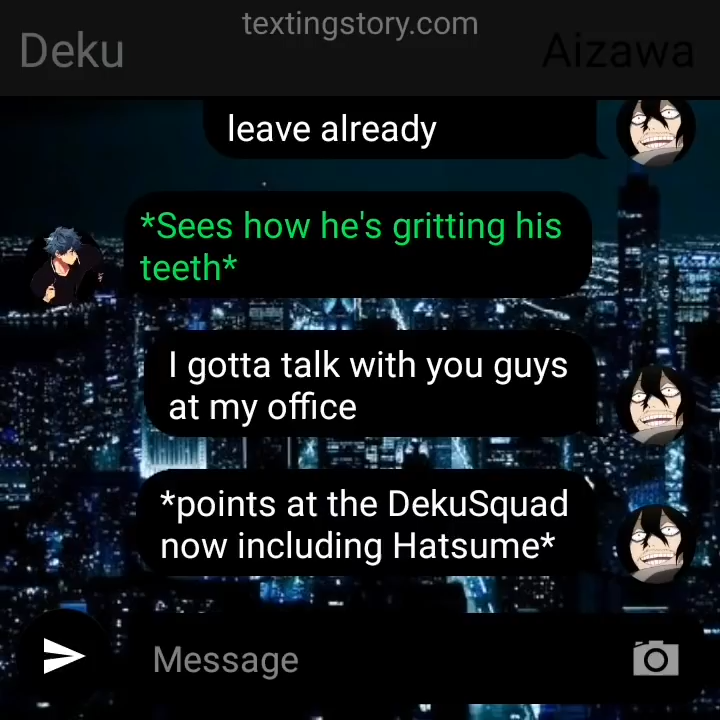 textingstory.com
Deku
Aizawa
leave already
*Sees how he's gritting his
teeth*
I gotta talk with you guys
at my office
*points at the DekuSquad
now including Hatsume*
Message